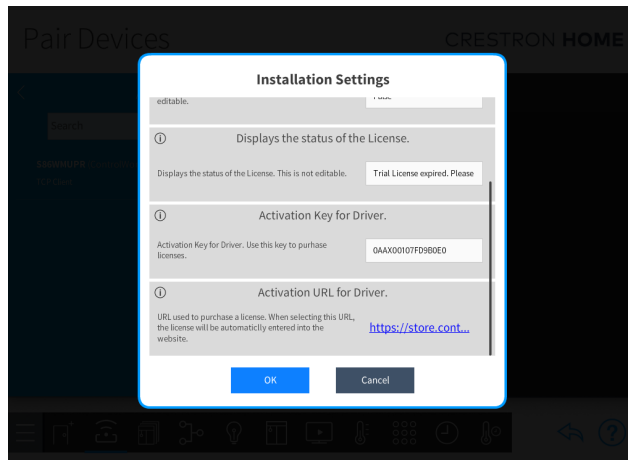 Pair Devices
CRESTRON HOME
Installation Settings
editable.
Search
Displays the status of the License.
Displays the status of the License. This is not editable.
Trial License expired. Please
Activation Key for Driver.
Activation Key for Driver. Use this key to purhase
licenses.
0AAX00107FD9B0E0
Activation URL for Driver.
URL used to purchase a license. When selecting this URL,
the license will be automaticlly entered into the
website.
https://store.cont...
OK
Cancel